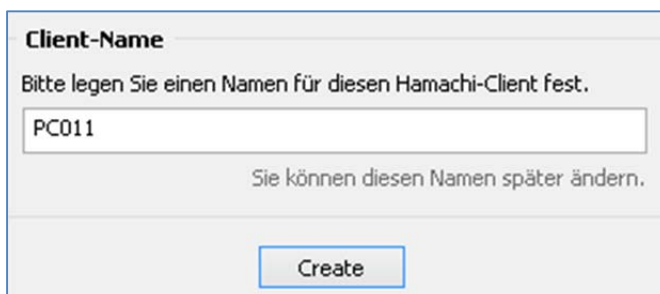 Client-Name
Bitte legen Sie einen Namen für diesen Hamachi-Client fest.
PC011
Sie können diesen Namen später ändern.
Create